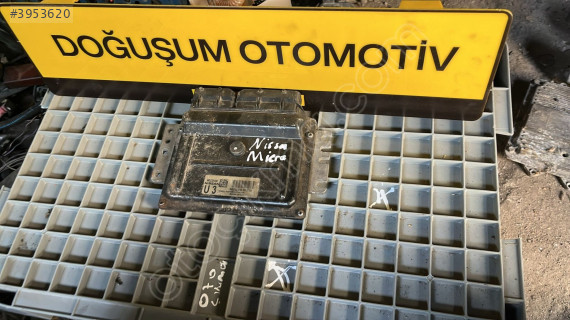 #3953620
DOĞUŞUM OTOMOTİV
Nissa
Micra
U3
OTO